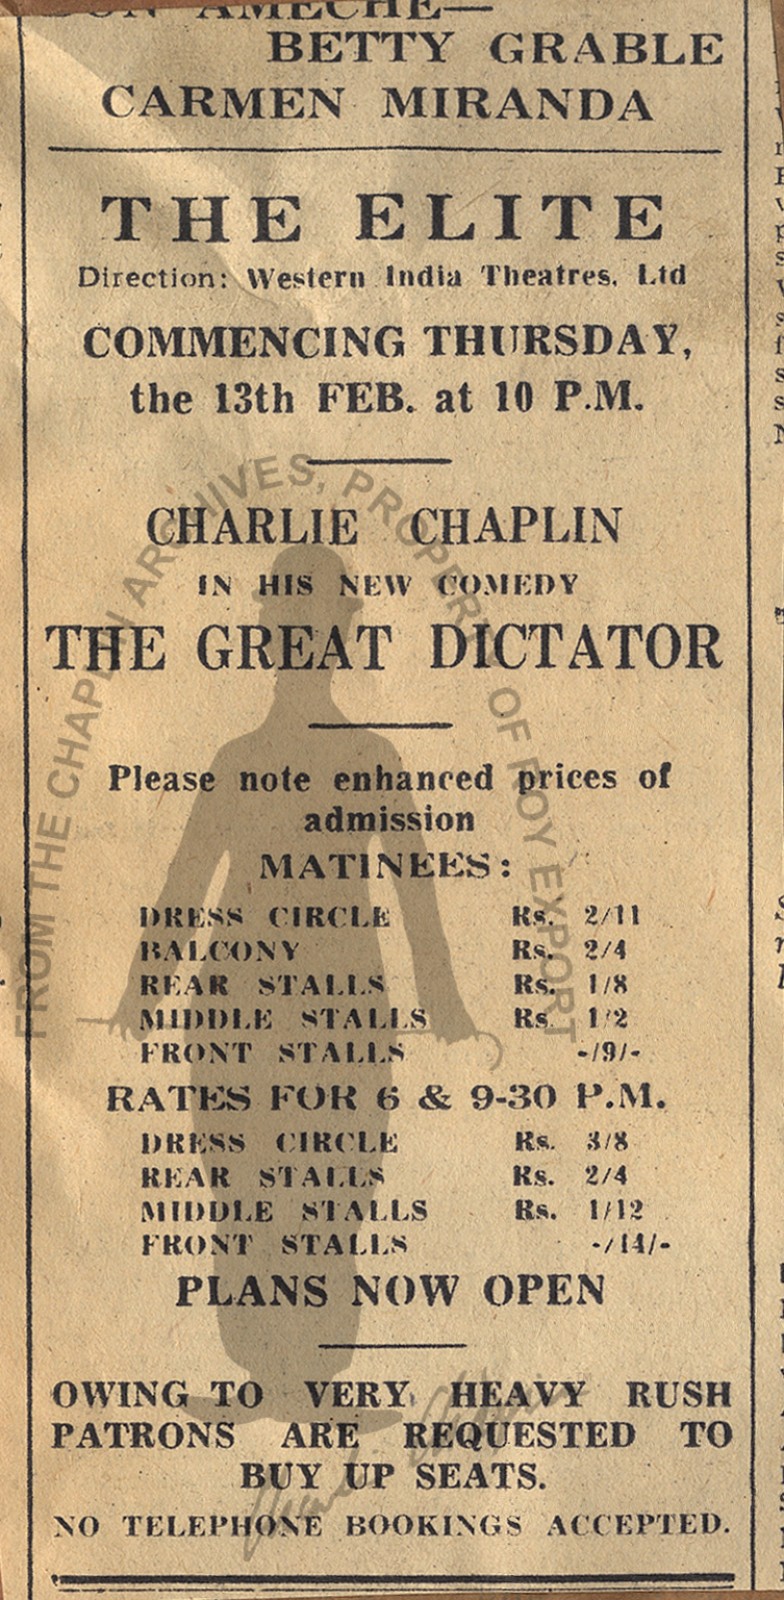 DON AMECHE—
BETTY GRABLE
CARMEN MIRANDA
THE ELITE
Direction: Western India Theatres, Ltd
COMMENCING THURSDAY,
the 13th FEB. at 10 P.M.
CHARLIE CHAPLIN
IN HIS NEW COMEDY
THE GREAT DICTATOR
Please note enhanced prices of
admission
MATINEES:
DRESS CIRCLE Rs. 2/11
BALCONY Rs. 2/4
REAR STALLS Rs. 1/8
MIDDLE STALLS Rs 1/2
FRONT STALLS -/9/-
RATES FOR 6 & 9-30 P.M.
DRESS CIRCLE Rs. 3/8
REAR STALLS Rs. 2/4
MIDDLE STALLS Rs. 1/12
FRONT STALLS -/14/-
PLANS NOW OPEN
OWING TO VERY HEAVY RUSH
PATRONS ARE REQUESTED TO
BUY UP SEATS.
NO TELEPHONE BOOKINGS ACCEPTED.
FROM THE CHAPLIN ARCHIVES, PROPERTY OF ROY EXPORT